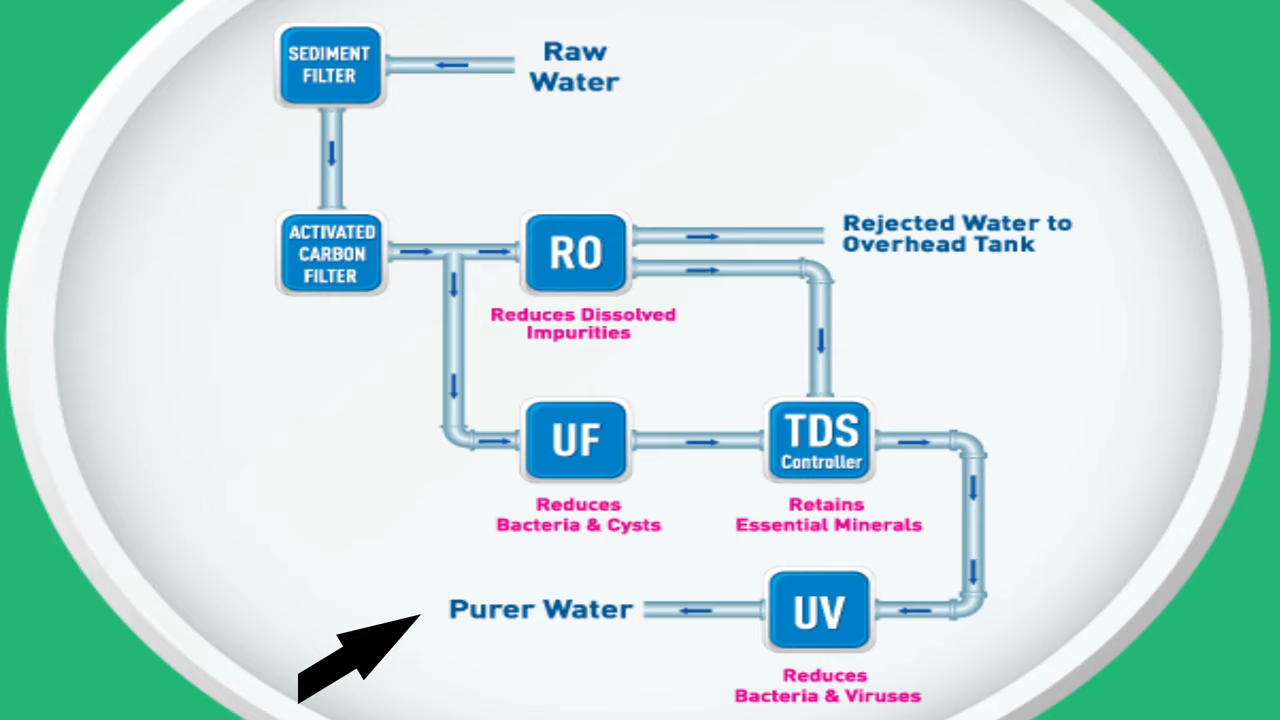 SEDIMENT
FILTER
Raw
Water
ACTIVATED
CARBON
FILTER
RO
Rejected Water to
Overhead Tank
Reduces Dissolved
Impurities
UF
TDS
Controller
Reduces
Bacteria & Cysts
Retains
Essential Minerals
Purer Water
UV
Reduces
Bacteria & Viruses